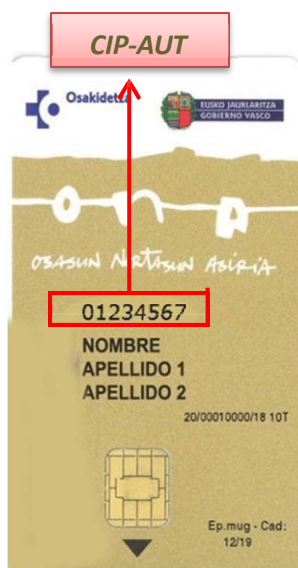 CIP-AUT
Osakidetza
EUSKO JAURLARITZA
GOBIERNO VASCO
ona
OSASUN NORTASUN AGIRIA
01234567
NOMBRE
APELLIDO 1
APELLIDO 2
20/00010000/18 10T
Ep.mug - Cad:
12/19